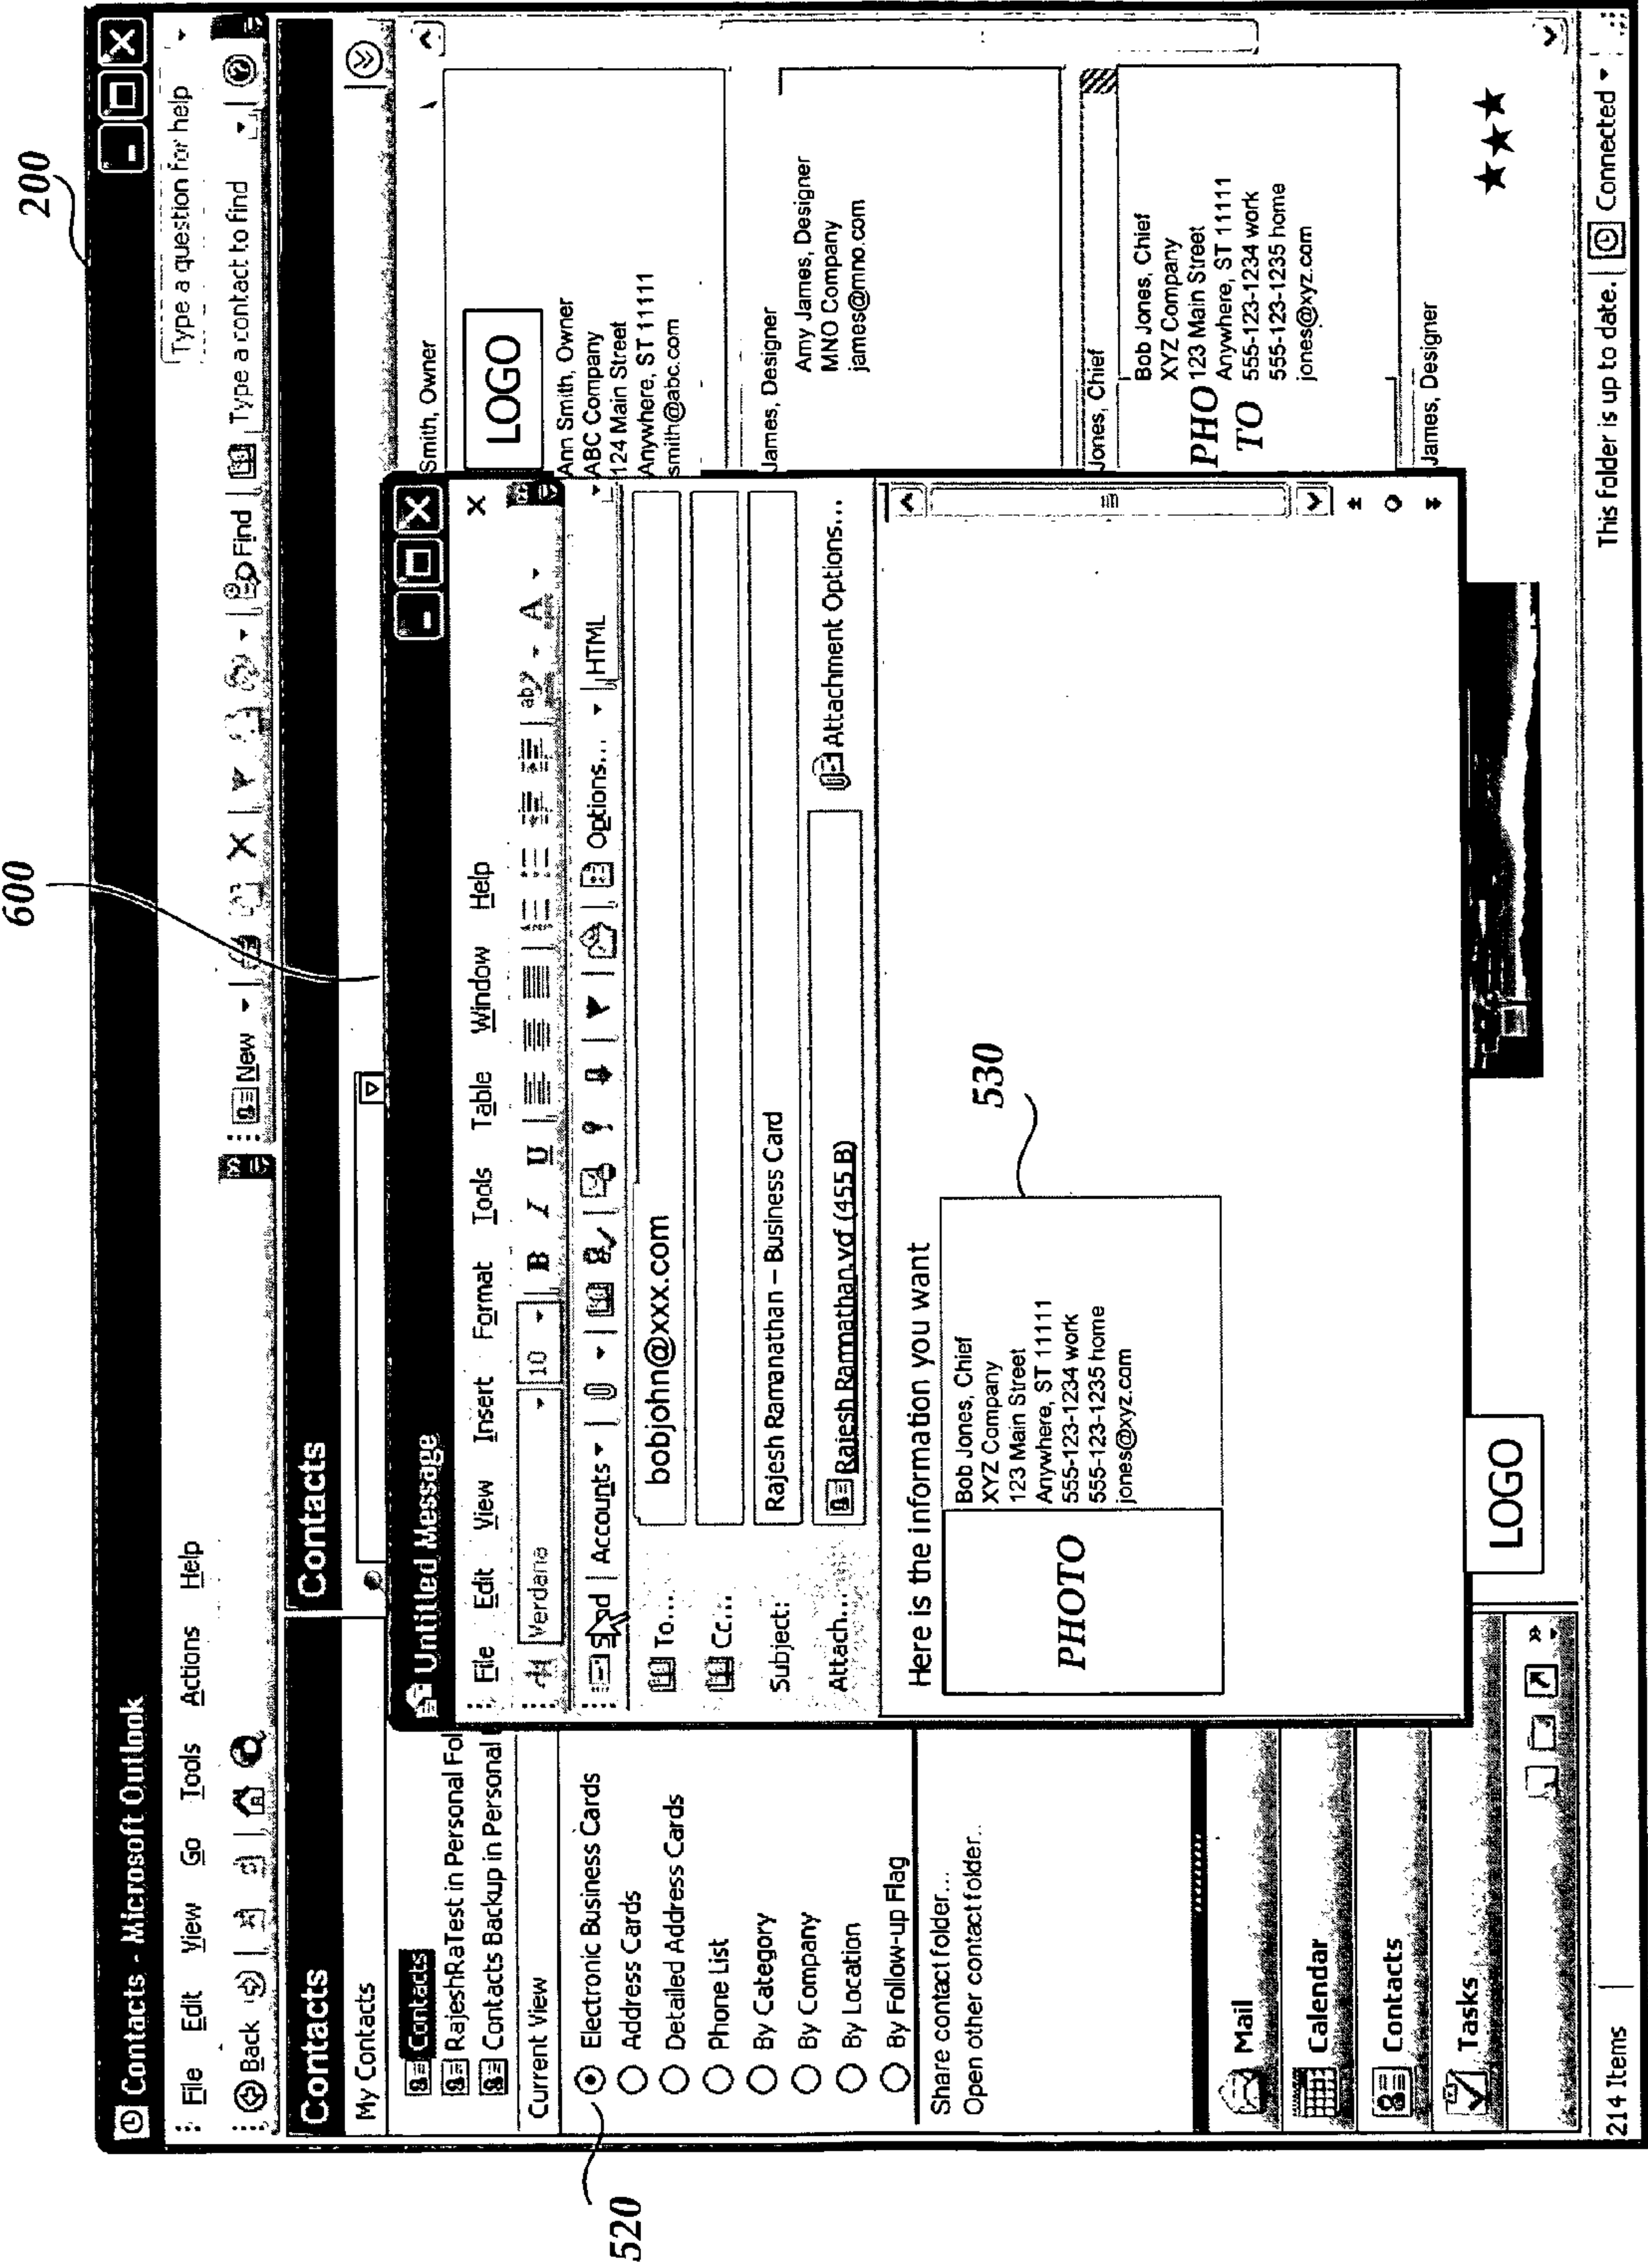 200
600
Contacts - Microsoft Outlook
File Edit View Go Tools Actions Help
Type a question for help
Back
New
Find
Type a contact to find
Contacts
Contacts
My Contacts
Contacts
RajeshRaTest in Personal Fol
Contacts Backup in Personal
Current View
Electronic Business Cards
Address Cards
Detailed Address Cards
Phone List
By Category
By Company
By Location
By Follow-up Flag
Share contact folder...
Open other contact folder...
520
Mail
Calendar
Contacts
Tasks
Untitled Message
File Edit View Insert Format Tools Table Window Help
Verdana 10 B I U ab A
Accounts Options... HTML
To... bobjohn@xxx.com
Cc...
Subject: Rajesh Ramanathan – Business Card
Attach... Rajesh Ramnathan.vcf (455 B) Attachment Options...
Here is the information you want
PHOTO
Bob Jones, Chief
XYZ Company
123 Main Street
Anywhere, ST 11111
555-123-1234 work
555-123-1235 home
jones@xyz.com
530
Smith, Owner
LOGO
Ann Smith, Owner
ABC Company
124 Main Street
Anywhere, ST 11111
smith@abc.com
James, Designer
Amy James, Designer
MNO Company
james@mno.com
Jones, Chief
PHO
TO
Bob Jones, Chief
XYZ Company
123 Main Street
Anywhere, ST 11111
555-123-1234 work
555-123-1235 home
jones@xyz.com
James, Designer
LOGO
214 Items
This folder is up to date.
Connected